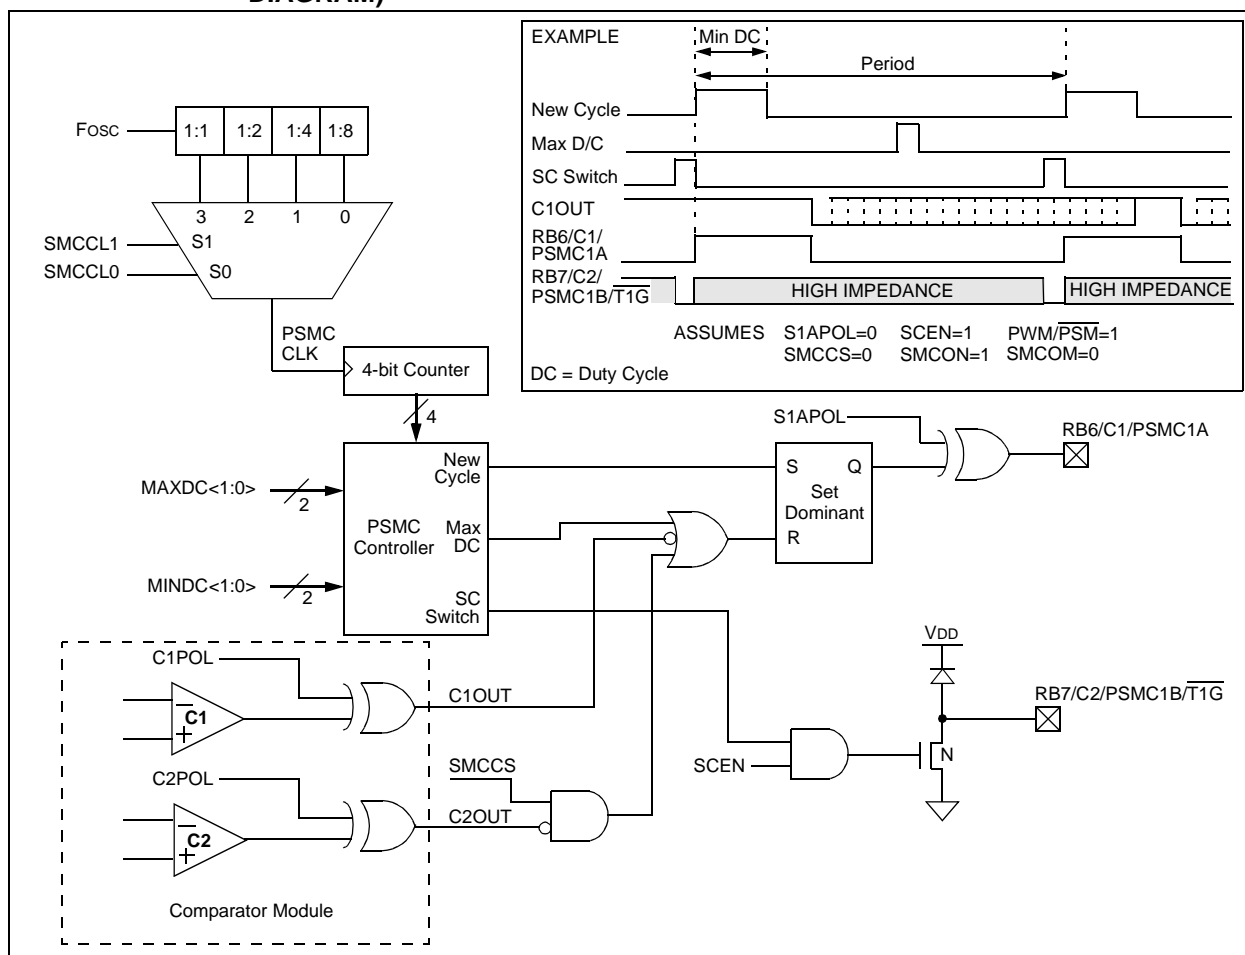 DIAGRAM)
EXAMPLE
Min DC
Period
New Cycle
Max D/C
SC Switch
C1OUT
RB6/C1/
PSMC1A
RB7/C2/
PSMC1B/T1G
HIGH IMPEDANCE
HIGH IMPEDANCE
ASSUMES S1APOL=0 SCEN=1 PWM/PSM=1
SMCCS=0 SMCON=1 SMCOM=0
DC = Duty Cycle
FOSC
1:1 1:2 1:4 1:8
3 2 1 0
SMCCL1
S1
SMCCL0
S0
PSMC
CLK
4-bit Counter
4
S1APOL
RB6/C1/PSMC1A
MAXDC<1:0>
2
MINDC<1:0>
2
PSMC
Controller
New
Cycle
Max
DC
SC
Switch
S Q
Set
Dominant
R
C1POL
C1
C1OUT
C2POL
C2
C2OUT
Comparator Module
SMCCS
SCEN
VDD
N
RB7/C2/PSMC1B/T1G